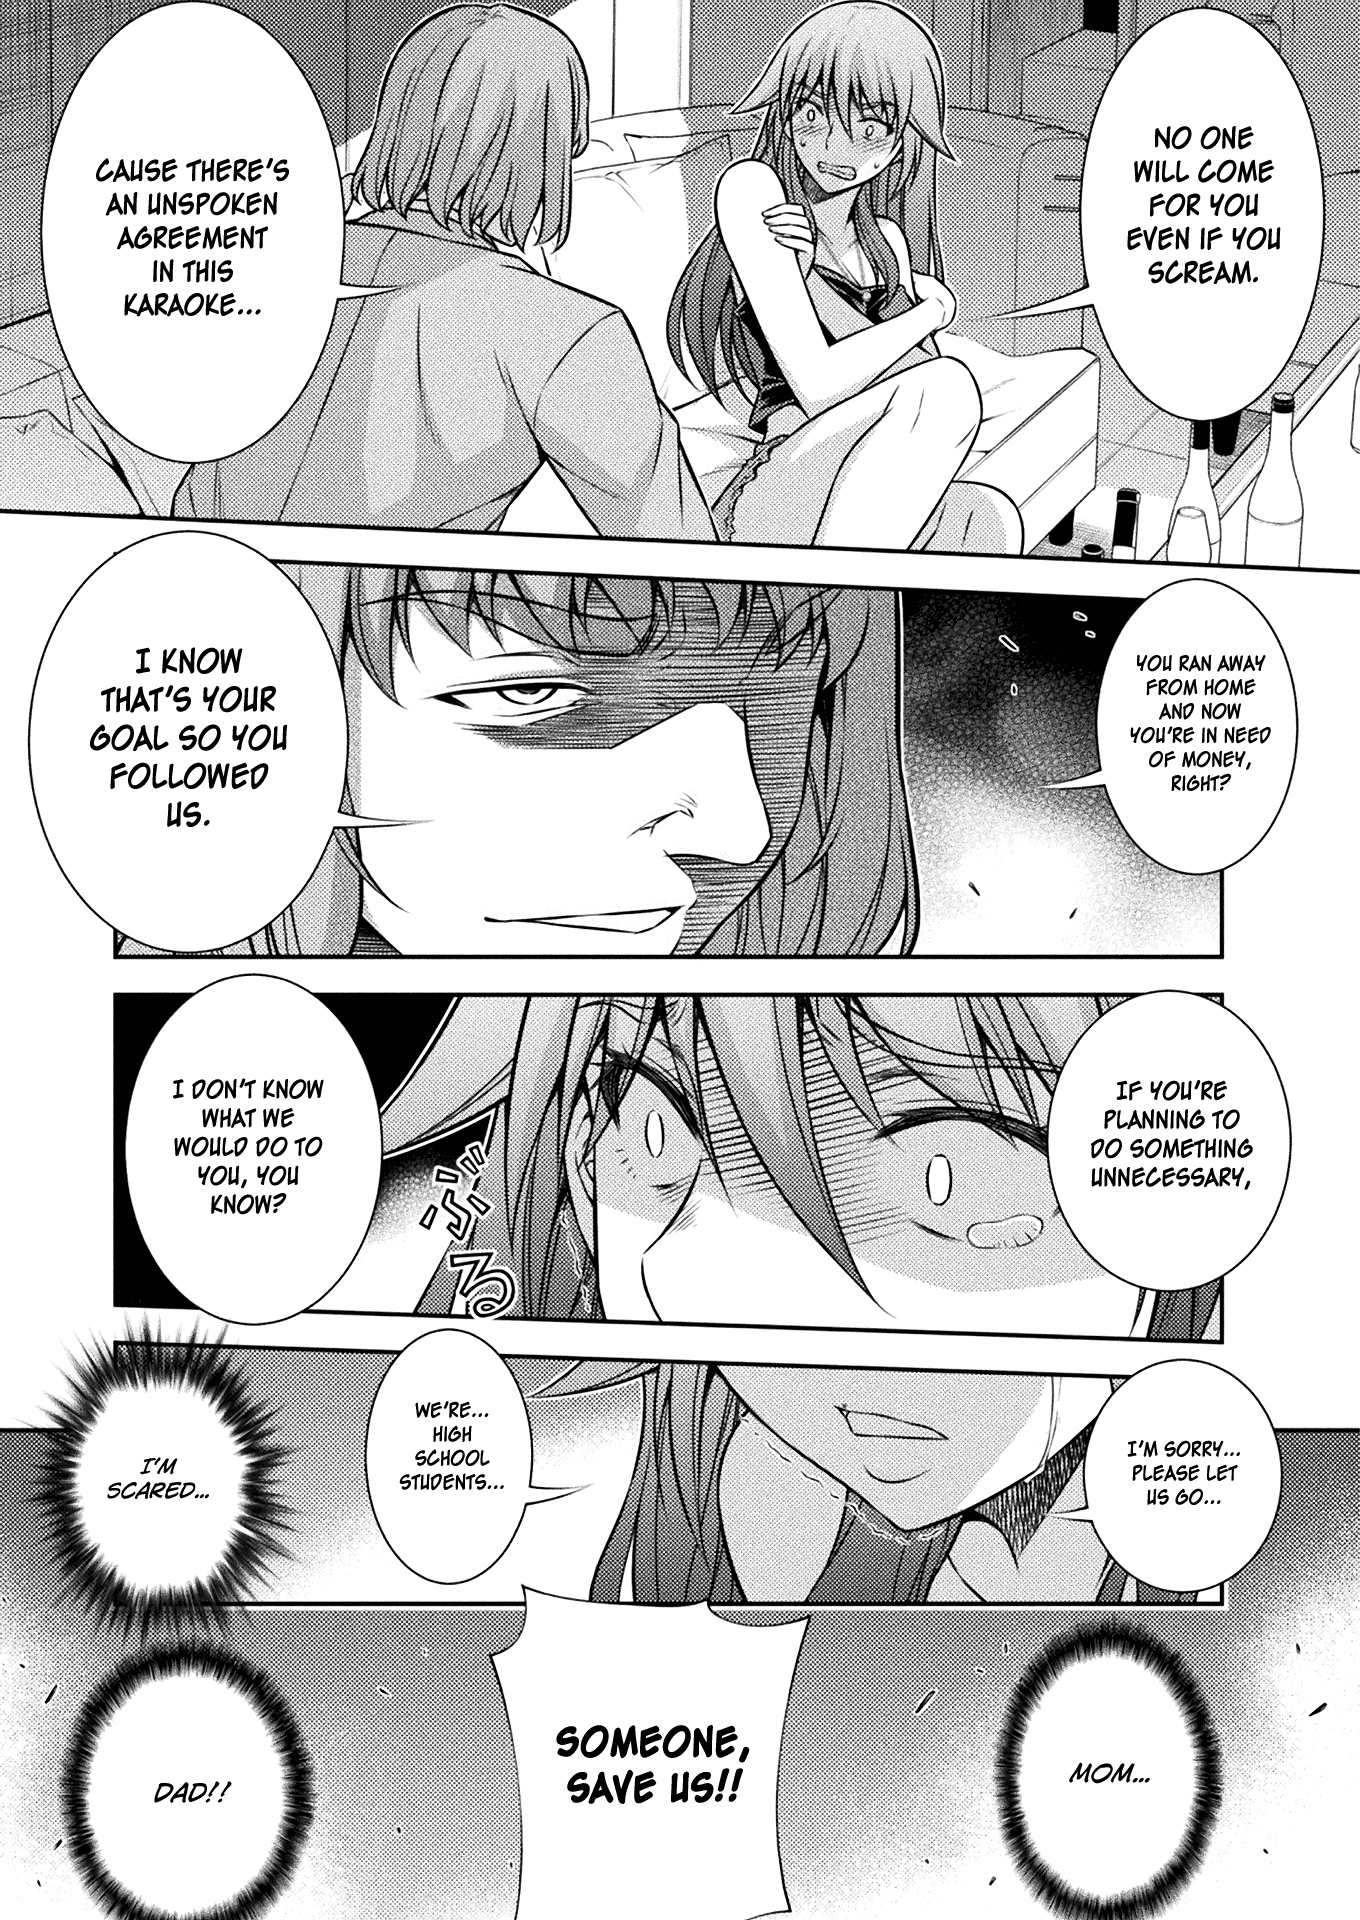 NO ONE
WILL COME
FOR YOU
EVEN IF YOU
SCREAM.
CAUSE THERE'S
AN UNSPOKEN
AGREEMENT
IN THIS
KARAOKE...
YOU RAN AWAY
FROM HOME
AND NOW
YOU'RE IN NEED
OF MONEY,
RIGHT?
I KNOW
THAT'S YOUR
GOAL SO YOU
FOLLOWED
US.
IF YOU'RE
PLANNING TO
DO SOMETHING
UNNECESSARY,
I DON'T KNOW
WHAT WE
WOULD DO TO
YOU, YOU
KNOW?
ぶる
I'M SORRY...
PLEASE LET
US GO...
WE'RE...
HIGH
SCHOOL
STUDENTS...
I'M
SCARED...
MOM...
SOMEONE,
SAVE US!!
DAD!!